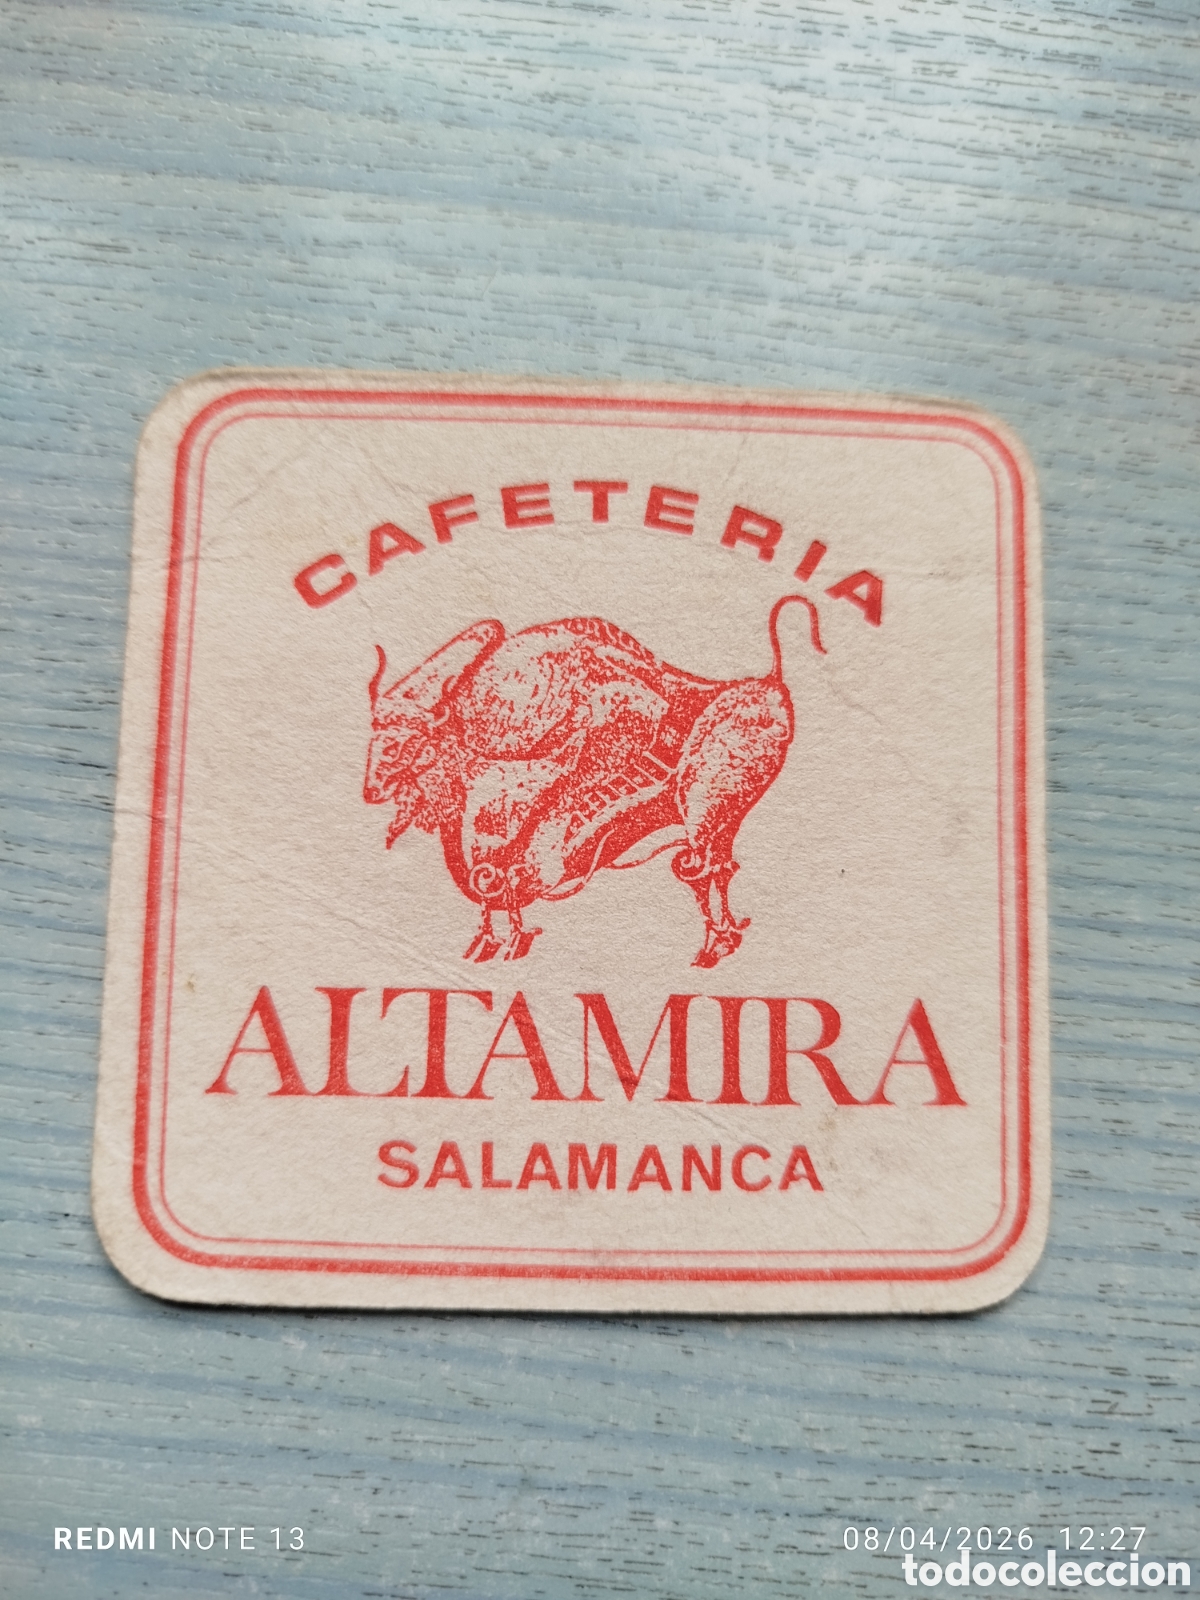 CAFETERIA
ALTAMIRA
SALAMANCA
REDMI NOTE 13
08/04/2026 12:27
todocoleccion